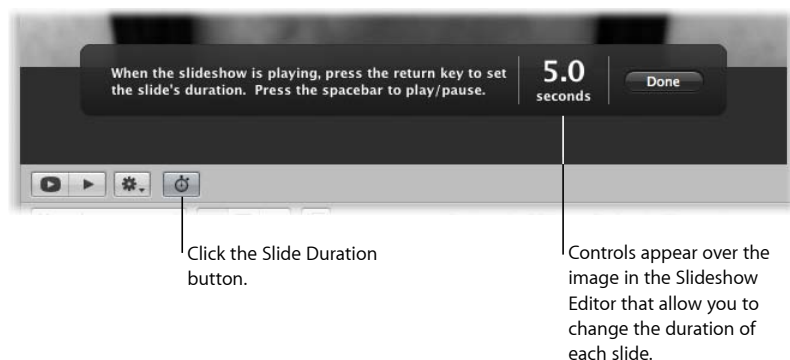 When the slideshow is playing, press the return key to set
the slide's duration. Press the spacebar to play/pause.
5.0
seconds
Done
Click the Slide Duration
button.
Controls appear over the
image in the Slideshow
Editor that allow you to
change the duration of
each slide.